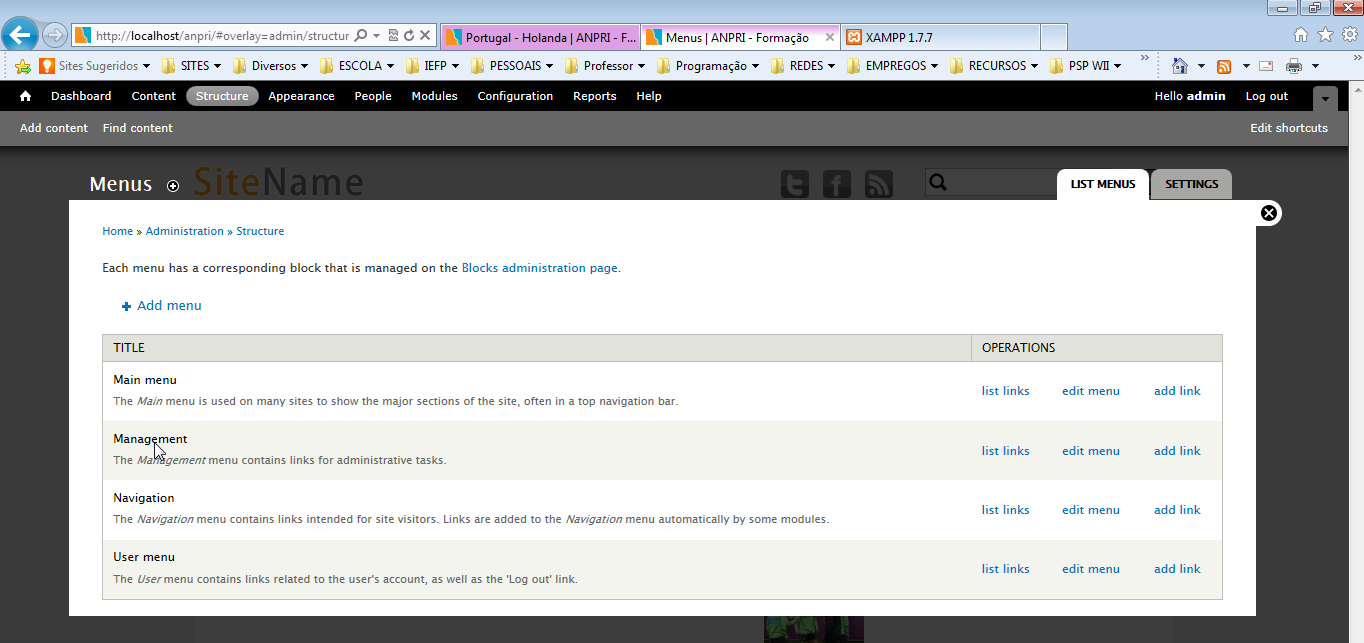 http://localhost/anpri/#overlay=admin/structur
Portugal - Holanda | ANPRI - F...
Menus | ANPRI - Formação
XAMPP 1.7.7
Sites Sugeridos
SITES
Diversos
ESCOLA
IEFP
PESSOAIS
Professor
Programação
REDES
EMPREGOS
RECURSOS
PSP WII
Dashboard
Content
Structure
Appearance
People
Modules
Configuration
Reports
Help
Hello admin
Log out
Add content
Find content
Edit shortcuts
Menus
SiteName
LIST MENUS
SETTINGS
Home » Administration » Structure
Each menu has a corresponding block that is managed on the Blocks administration page.
Add menu
TITLE
OPERATIONS
Main menu
The Main menu is used on many sites to show the major sections of the site, often in a top navigation bar.
list links
edit menu
add link
Management
The Management menu contains links for administrative tasks.
list links
edit menu
add link
Navigation
The Navigation menu contains links intended for site visitors. Links are added to the Navigation menu automatically by some modules.
list links
edit menu
add link
User menu
The User menu contains links related to the user's account, as well as the 'Log out' link.
list links
edit menu
add link